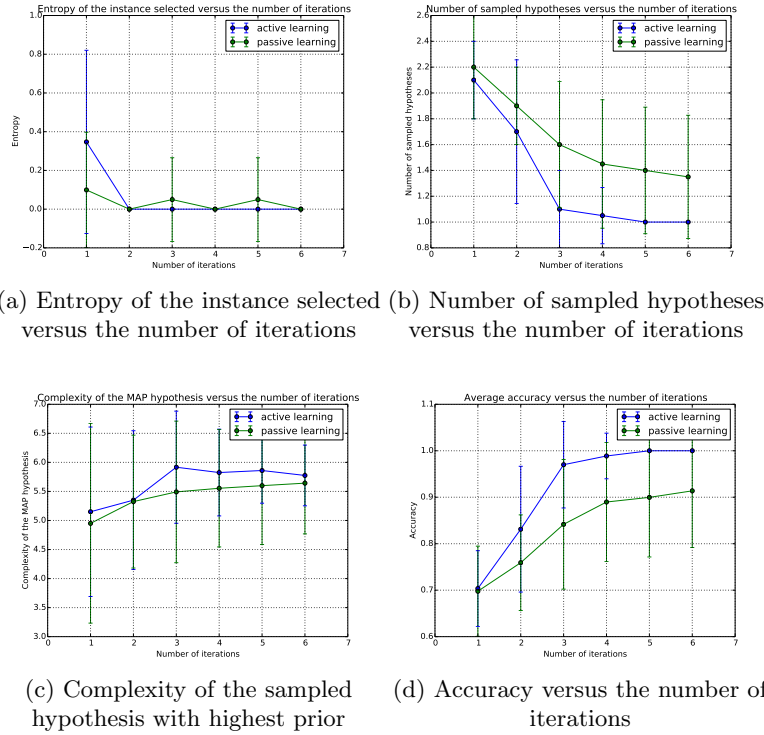 Entropy of the instance selected versus the number of iterations
active learning
passive learning
1.0
0.8
0.6
0.4
0.2
0.0
−0.2
Entropy
0 1 2 3 4 5 6 7
Number of iterations
(a) Entropy of the instance selected
versus the number of iterations
Number of sampled hypotheses versus the number of iterations
active learning
passive learning
2.6
2.4
2.2
2.0
1.8
1.6
1.4
1.2
1.0
0.8
Number of sampled hypotheses
0 1 2 3 4 5 6 7
Number of iterations
(b) Number of sampled hypotheses
versus the number of iterations
Complexity of the MAP hypothesis versus the number of iterations
active learning
passive learning
7.0
6.5
6.0
5.5
5.0
4.5
4.0
3.5
3.0
Complexity of the MAP hypothesis
0 1 2 3 4 5 6 7
Number of iterations
(c) Complexity of the sampled
hypothesis with highest prior
Average accuracy versus the number of iterations
active learning
passive learning
1.1
1.0
0.9
0.8
0.7
0.6
Accuracy
0 1 2 3 4 5 6 7
Number of iterations
(d) Accuracy versus the number of
iterations